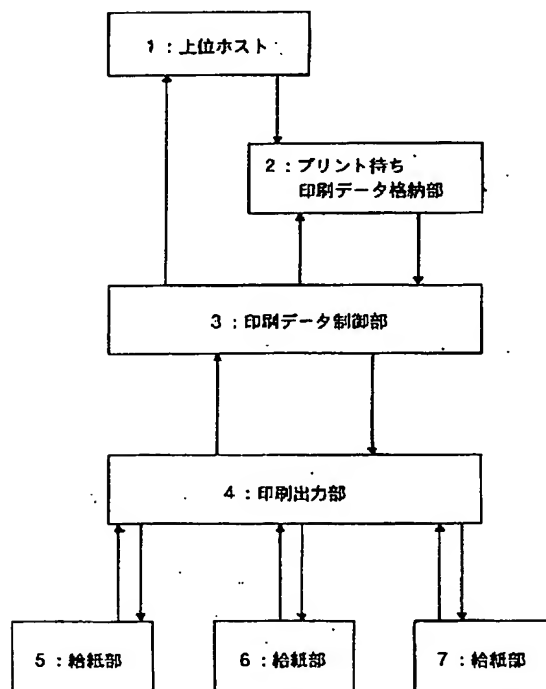 1：上位ホスト
2：プリント待ち
印刷データ格納部
3：印刷データ制御部
4：印刷出力部
5：給紙部
6：給紙部
7：給紙部